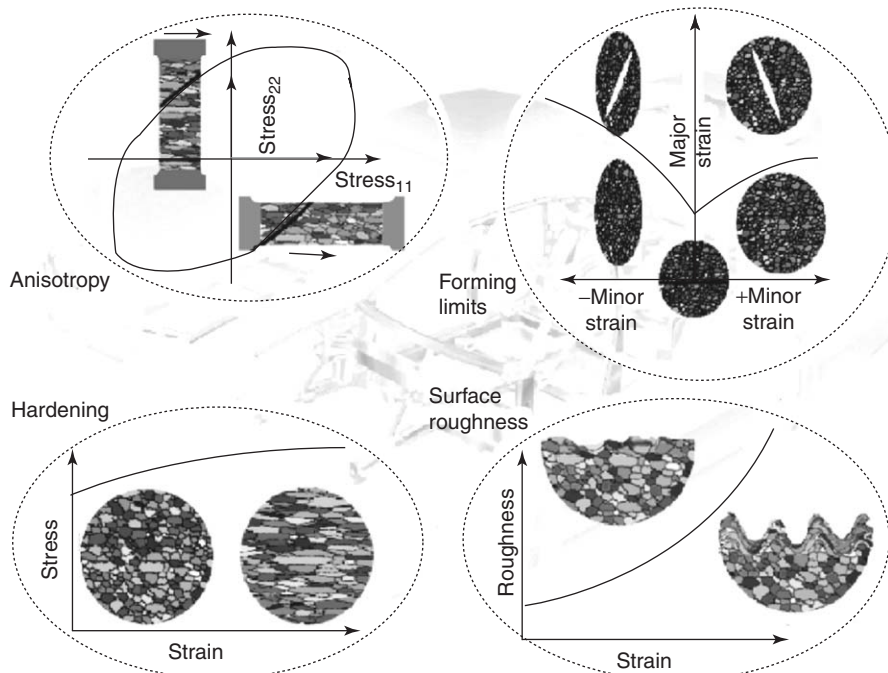 Stress22
Stress11
Anisotropy
Major
strain
Forming
limits
–Minor
strain
+Minor
strain
Hardening
Stress
Strain
Surface
roughness
Roughness
Strain